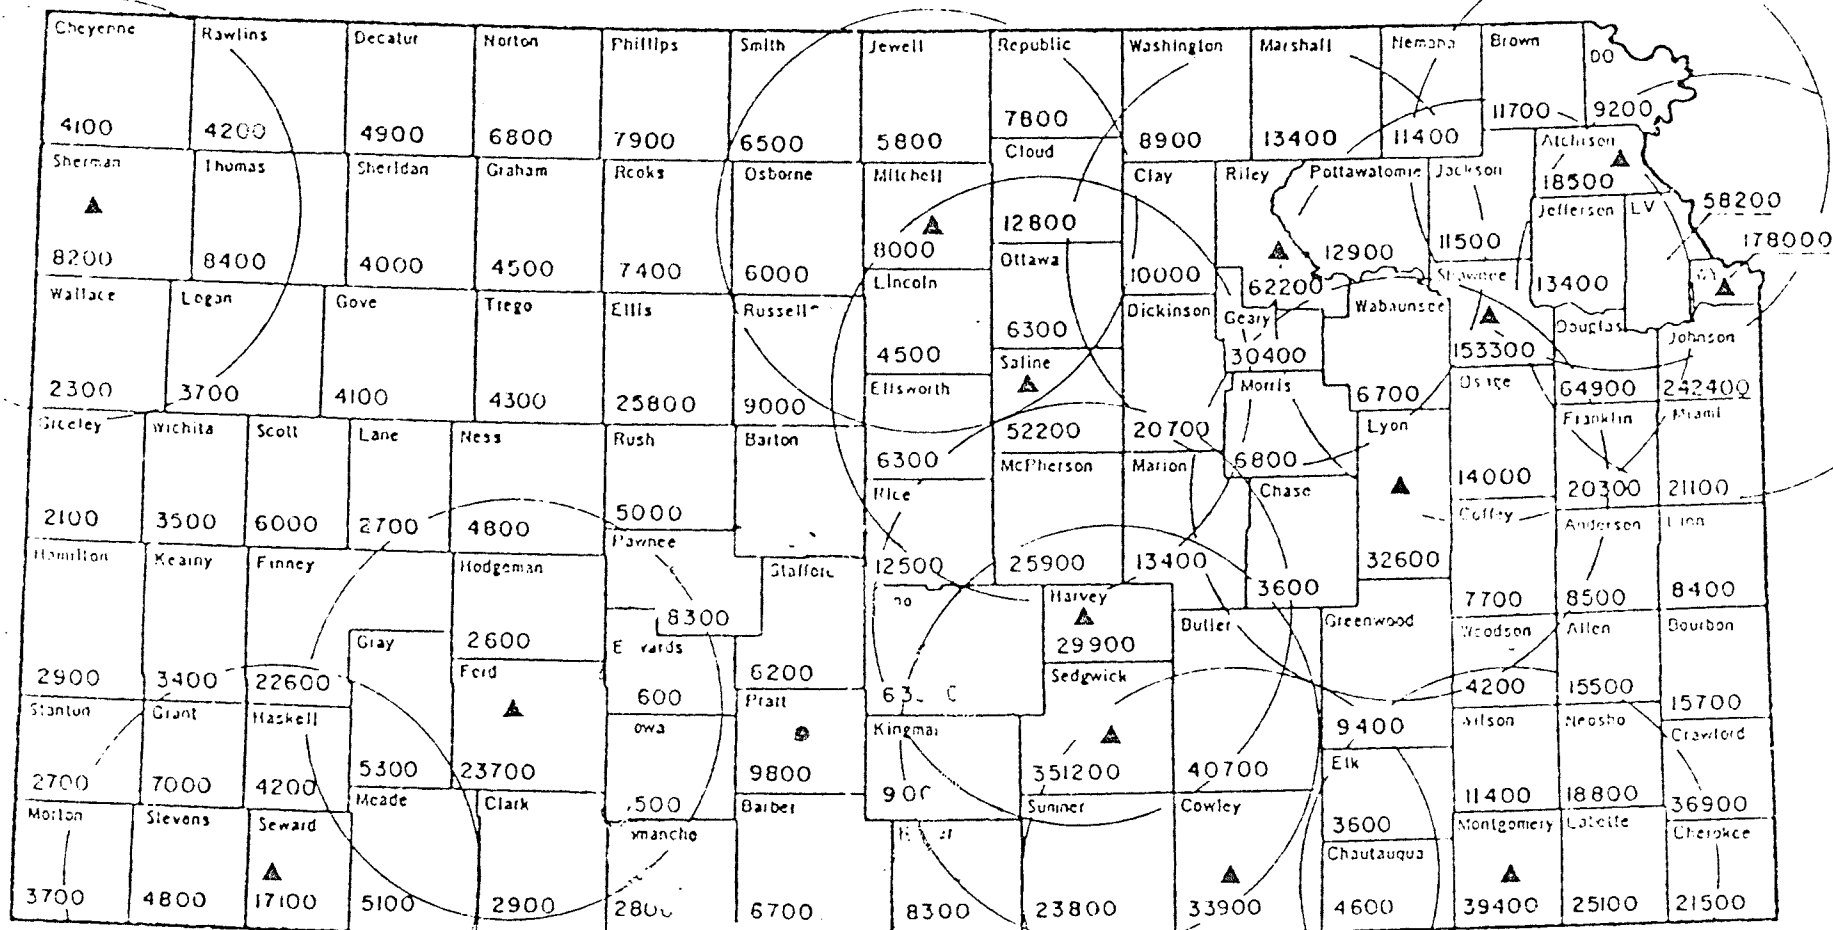 Cheyenne Rawlins Decatur Norton Phillips Smith Jewell Republic Washington Marshall Nemaha Brown DO
7800 11700 9200
4100 4200 4900 6800 7900 6500 5800 8900 13400 11400
Cloud Atchison
Sherman Thomas Sheridan Graham Rooks Osborne Mitchell Clay Riley Pottawatomie Jackson
18500
58200
Jefferson LV
12800
178000
8200 8400 4000 4500 7400 6000 8000 12900 11500
Ottawa 10000 Shawnee 13400
Wallace Logan Gove Trego Ellis Russell Lincoln 62200 WY
Dickinson Geary Wabaunsee Douglas Johnson
6300
4500 30400 153300
Saline
2300 3700 4100 4300 25800 9000 Ellsworth Morris 6700 Osage 64900 242400
Greeley Wichita Scott Lane Ness Rush Barton 52200 20700 Lyon Franklin Miami
6300 McPherson Marion 6800
Rice Chase 14000 20300 21100
2100 3500 6000 2700 4800 5000 Coffey Anderson Linn
Hamilton Kearny Finney Hodgeman Pawnee Stafford 12500 25900 13400 3600 32600
8300 Harvey 7700 8500 8400
Gray 2600 29900 Butler Greenwood Woodson Allen Bourbon
2900 3400 22600 Ford 6200 Sedgwick 4200 15500 15700
Stanton Grant Haskell 600 Pratt 9400 Wilson Neosho Crawford
Kingman Elk
2700 7000 4200 5300 23700 9800 351200 40700 11400 18800 36900
Morton Stevens Seward Meade Clark Barber Sumner Cowley 3600 Montgomery Labette Cherokee
Chautauqua
3700 4800 17100 5100 2900 6700 8300 23800 33900 4600 39400 25100 21500